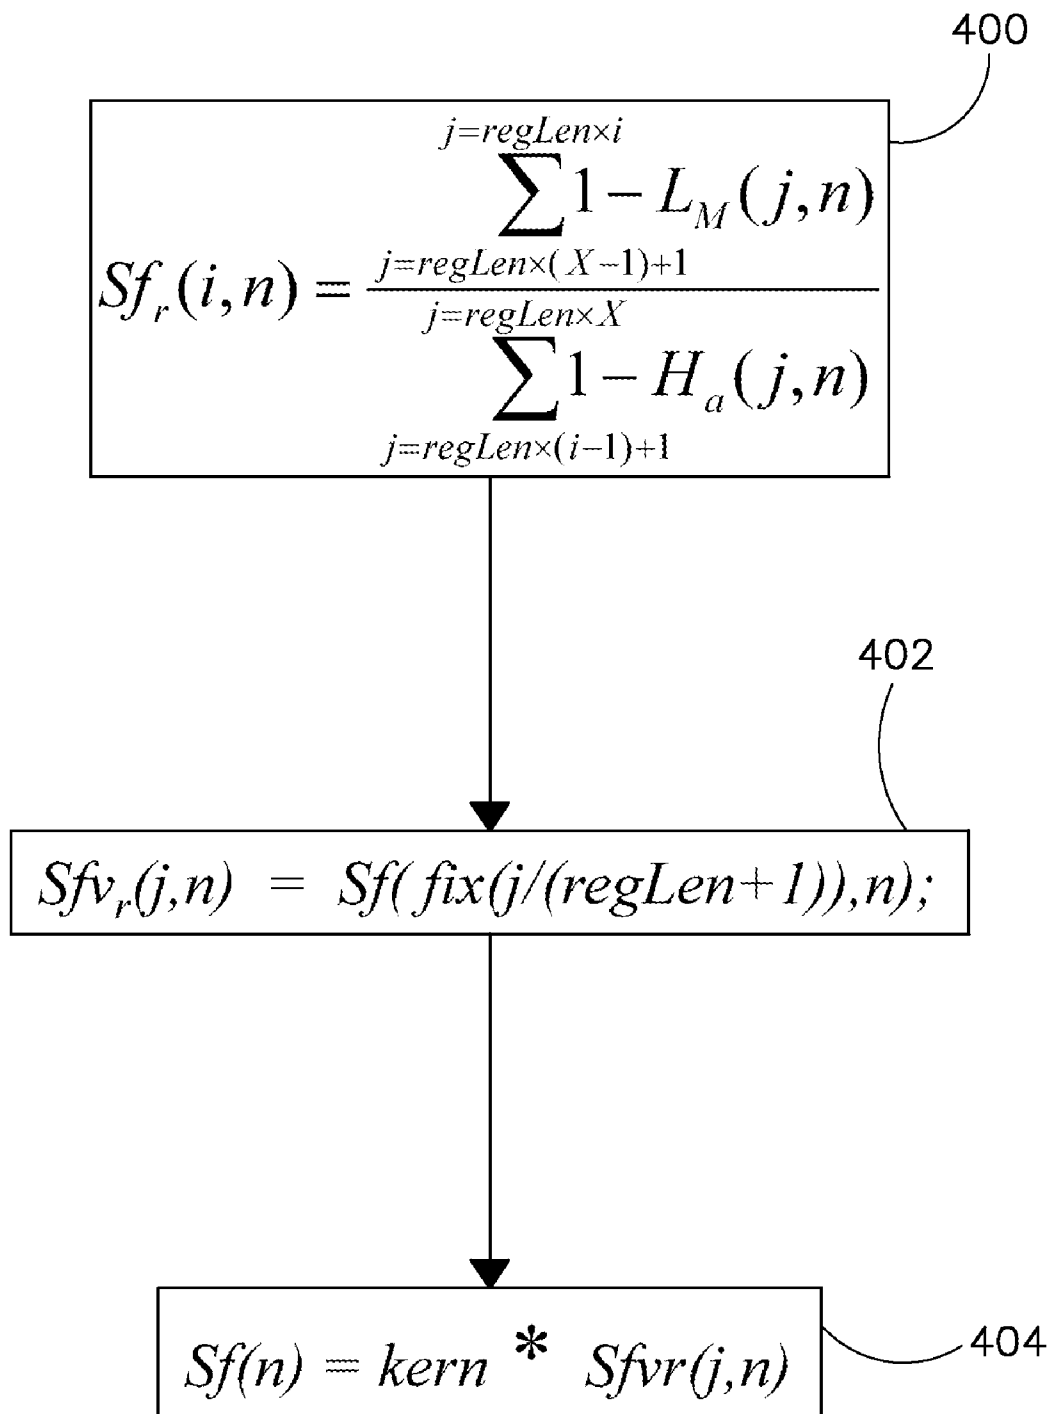 400
j=regLen×i
∑1 − L_M(j,n)
j=regLen×(X−1)+1
Sf_r(i,n) =
j=regLen×X
∑1 − H_a(j,n)
j=regLen×(i−1)+1
402
Sfv_r(j,n) = Sf( fix(j/(regLen+1)),n);
Sf(n) = kern * Sfvr(j,n)
404